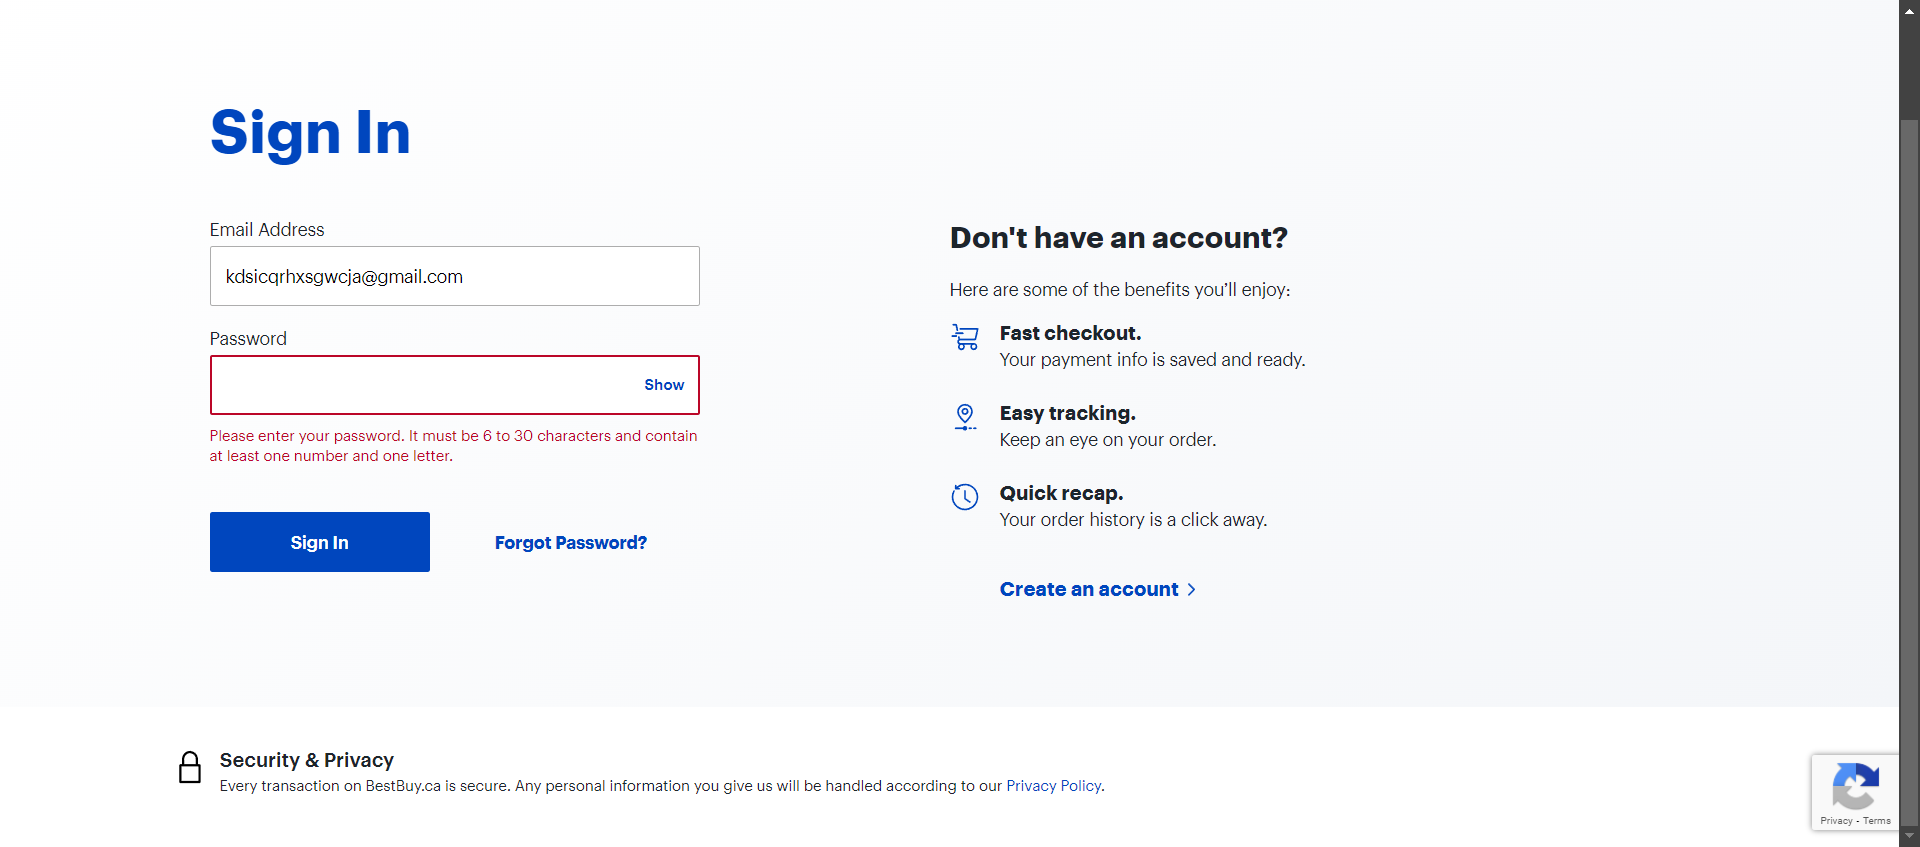 Sign In
Email Address
kdsicqrhxsgwcja@gmail.com
Password
Show
Please enter your password. It must be 6 to 30 characters and contain
at least one number and one letter.
Sign In
Forgot Password?
Don't have an account?
Here are some of the benefits you’ll enjoy:
Fast checkout.
Your payment info is saved and ready.
Easy tracking.
Keep an eye on your order.
Quick recap.
Your order history is a click away.
Create an account
Security & Privacy
Every transaction on BestBuy.ca is secure. Any personal information you give us will be handled according to our Privacy Policy.
Privacy - Terms